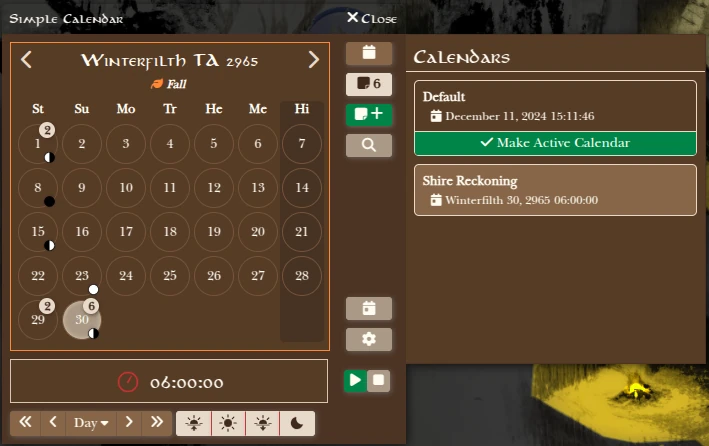 Simple Calendar
Close
Winterfilth TA 2965
Fall
St Su Mo Tr He Me Hi
2
1 2 3 4 5 6 7
8 9 10 11 12 13 14
15 16 17 18 19 20 21
22 23 24 25 26 27 28
2 6
29 30
06:00:00
Day
6
Calendars
Default
December 11, 2024 15:11:46
Make Active Calendar
Shire Reckoning
Winterfilth 30, 2965 06:00:00